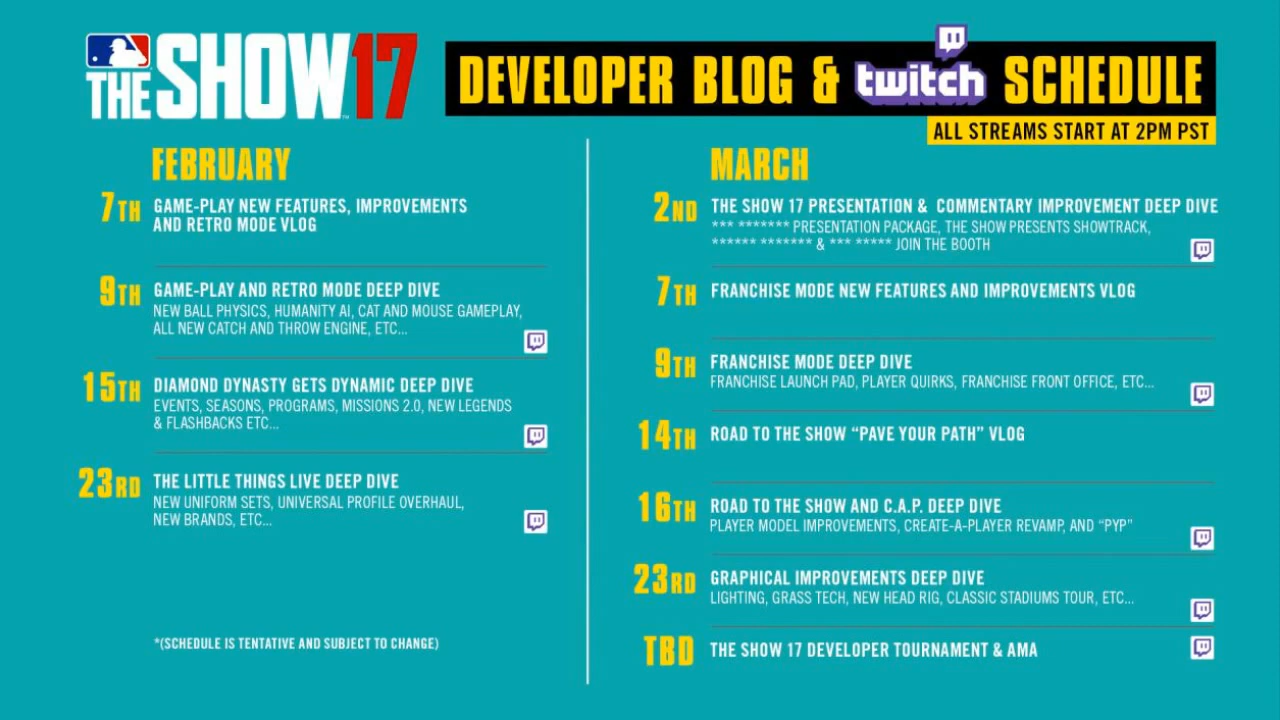 THE SHOW 17
DEVELOPER BLOG & twitch SCHEDULE
ALL STREAMS START AT 2PM PST
FEBRUARY
7TH GAME-PLAY NEW FEATURES, IMPROVEMENTS
AND RETRO MODE VLOG
9TH GAME-PLAY AND RETRO MODE DEEP DIVE
NEW BALL PHYSICS, HUMANITY AI, CAT AND MOUSE GAMEPLAY,
ALL NEW CATCH AND THROW ENGINE, ETC...
15TH DIAMOND DYNASTY GETS DYNAMIC DEEP DIVE
EVENTS, SEASONS, PROGRAMS, MISSIONS 2.0, NEW LEGENDS
& FLASHBACKS ETC...
23RD THE LITTLE THINGS LIVE DEEP DIVE
NEW UNIFORM SETS, UNIVERSAL PROFILE OVERHAUL,
NEW BRANDS, ETC...
*(SCHEDULE IS TENTATIVE AND SUBJECT TO CHANGE)
MARCH
2ND THE SHOW 17 PRESENTATION & COMMENTARY IMPROVEMENT DEEP DIVE
*** ******* PRESENTATION PACKAGE, THE SHOW PRESENTS SHOWTRACK,
****** ******* & *** ***** JOIN THE BOOTH
7TH FRANCHISE MODE NEW FEATURES AND IMPROVEMENTS VLOG
9TH FRANCHISE MODE DEEP DIVE
FRANCHISE LAUNCH PAD, PLAYER QUIRKS, FRANCHISE FRONT OFFICE, ETC...
14TH ROAD TO THE SHOW “PAVE YOUR PATH” VLOG
16TH ROAD TO THE SHOW AND C.A.P. DEEP DIVE
PLAYER MODEL IMPROVEMENTS, CREATE-A-PLAYER REVAMP, AND “PYP”
23RD GRAPHICAL IMPROVEMENTS DEEP DIVE
LIGHTING, GRASS TECH, NEW HEAD RIG, CLASSIC STADIUMS TOUR, ETC...
TBD THE SHOW 17 DEVELOPER TOURNAMENT & AMA